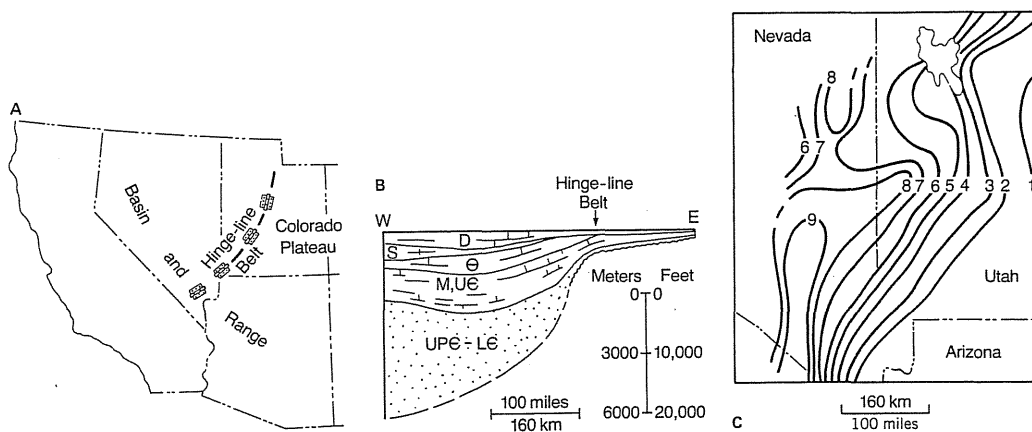 A
Basin
and
Range
Hinge-line
Belt
Colorado
Plateau
B
Hinge-line
Belt
W
E
D
S
Ɵ
M,UЄ
UPЄ - LЄ
Meters Feet
0 0
3000 10,000
6000 20,000
100 miles
160 km
C
Nevada
8
6 7
8 7 6 5 4 3 2 1
9
Utah
Arizona
160 km
100 miles